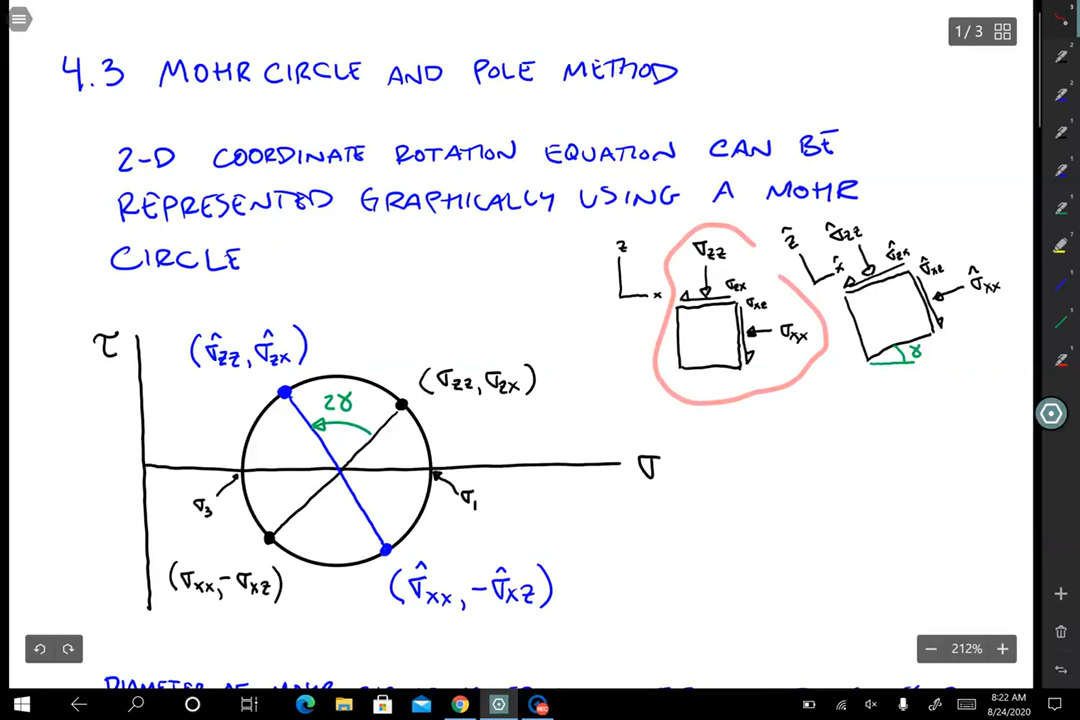 1/3
4.3 MOHR CIRCLE AND POLE METHOD
2-D COORDINATE ROTATION EQUATION CAN BE
REPRESENTED GRAPHICALLY USING A MOHR
CIRCLE
z
x
σzz
σzx
σxz
σxx
ẑ
x̂
σ̂zz
σ̂zx
σ̂xz
σ̂xx
γ
τ
(σ̂zz, σ̂zx)
(σzz, σzx)
2γ
σ
σ3
σ1
(σxx, -σxz)
(σ̂xx, -σ̂xz)
212%
8:22 AM
8/24/2020